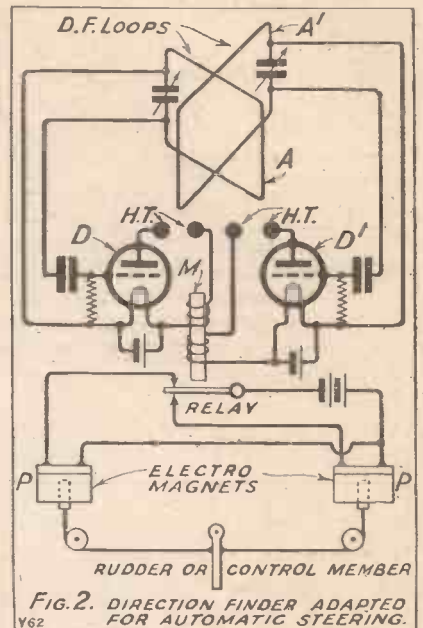 D.F. LOOPS
A'
A
H.T.
H.T.
D
M
D'
RELAY
P
ELECTRO
MAGNETS
P
RUDDER OR CONTROL MEMBER
FIG. 2. DIRECTION FINDER ADAPTED
FOR AUTOMATIC STEERING.
Y62